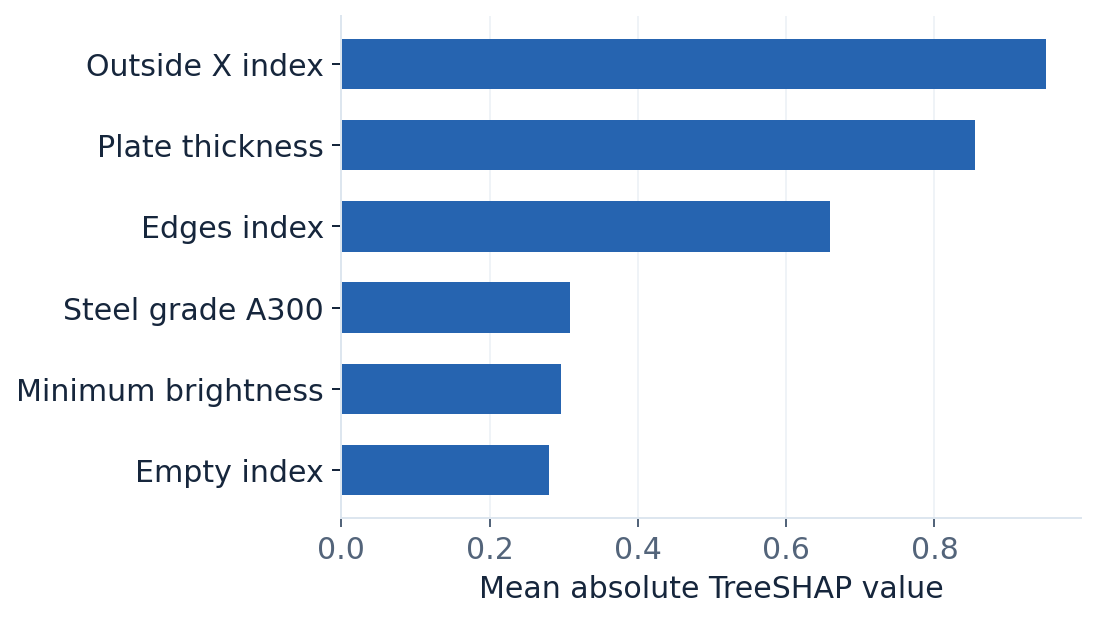 Outside X index
Plate thickness
Edges index
Steel grade A300
Minimum brightness
Empty index
0.0 0.2 0.4 0.6 0.8
Mean absolute TreeSHAP value